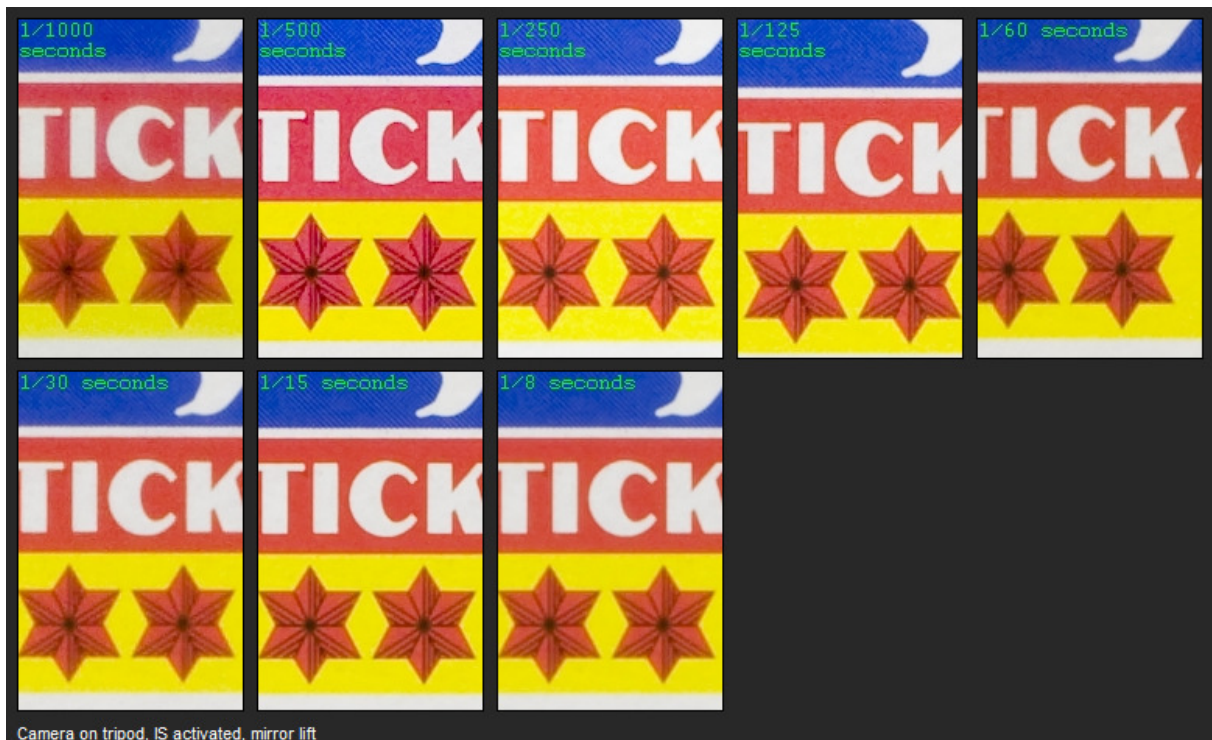 1/1000
seconds
1/500
seconds
1/250
seconds
1/125
seconds
1/60 seconds
TICK
TICK
TICK
TICK
TICK
1/30 seconds
1/15 seconds
1/8 seconds
TICK
TICK
TICK
Camera on tripod, IS activated, mirror lift